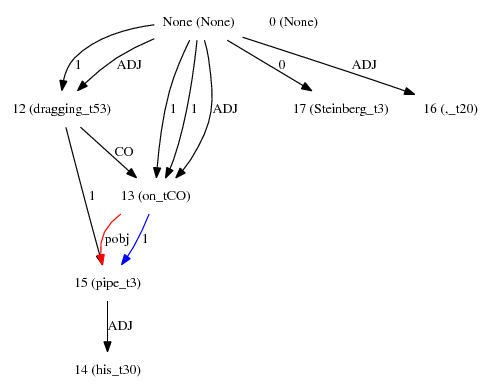 None (None) 0 (None)
1 ADJ 1 1 ADJ 0 ADJ
12 (dragging_t53) 17 (Steinberg_t3) 16 (,_t20)
CO
1 13 (on_tCO)
pobj 1
15 (pipe_t3)
ADJ
14 (his_t30)